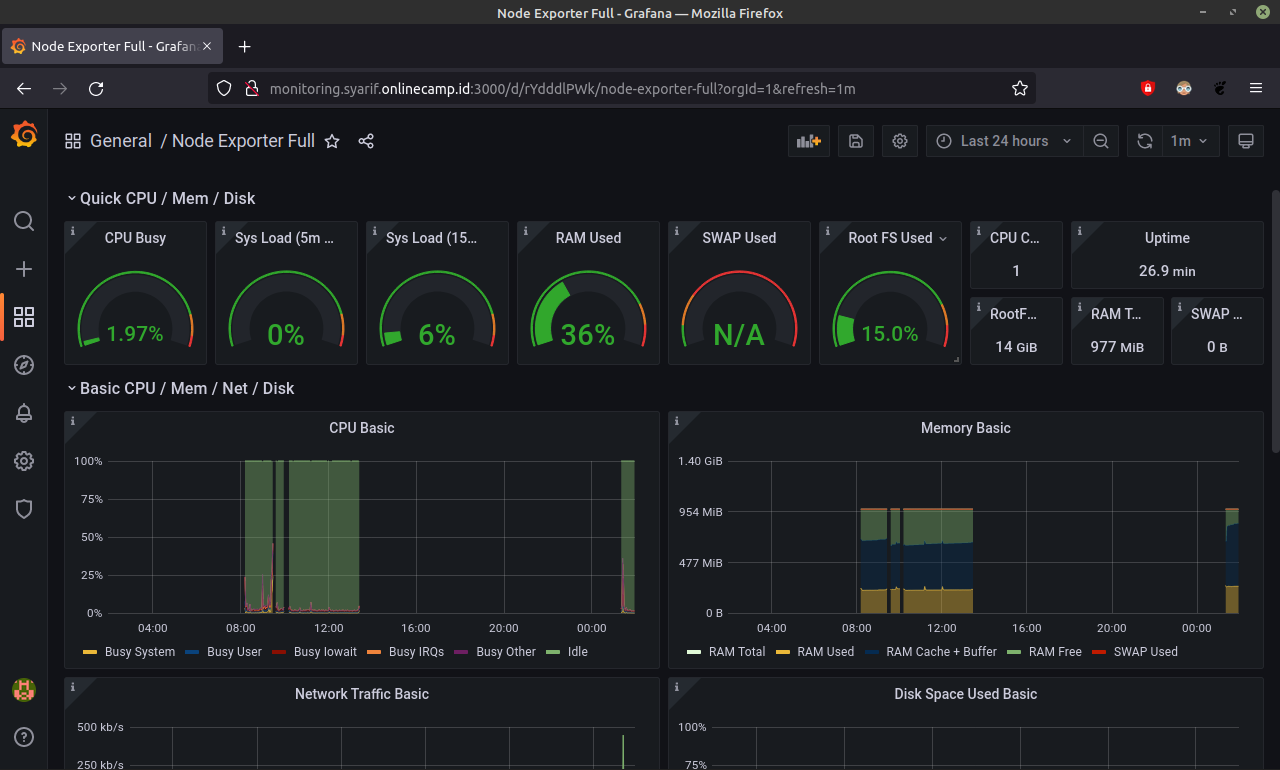 Node Exporter Full - Grafana — Mozilla Firefox
Node Exporter Full - Grafan
monitoring.syarif.onlinecamp.id:3000/d/rYdddlPWk/node-exporter-full?orgId=1&refresh=1m
General / Node Exporter Full
Last 24 hours
1m
Quick CPU / Mem / Disk
CPU Busy
1.97%
Sys Load (5m ...
0%
Sys Load (15...
6%
RAM Used
36%
SWAP Used
N/A
Root FS Used
15.0%
CPU C...
1
Uptime
26.9 min
RootF...
14 GiB
RAM T...
977 MiB
SWAP ...
0 B
Basic CPU / Mem / Net / Disk
CPU Basic
100%
75%
50%
25%
0%
04:00 08:00 12:00 16:00 20:00 00:00
Busy System Busy User Busy Iowait Busy IRQs Busy Other Idle
Memory Basic
1.40 GiB
954 MiB
477 MiB
0 B
04:00 08:00 12:00 16:00 20:00 00:00
RAM Total RAM Used RAM Cache + Buffer RAM Free SWAP Used
Network Traffic Basic
500 kb/s
250 kb/s
Disk Space Used Basic
100%
75%